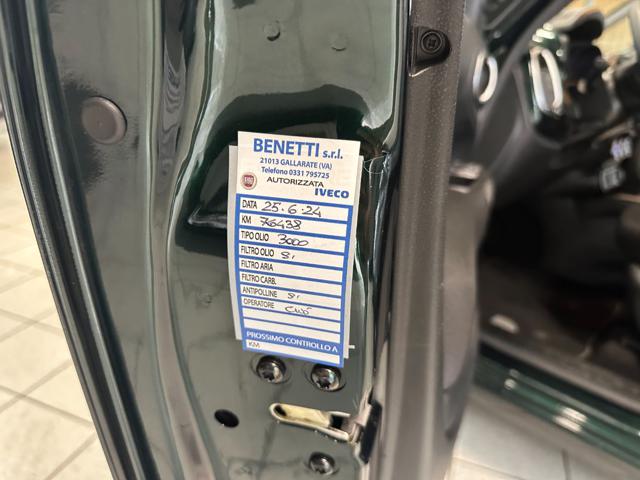 BENETTI s.r.l.
21013 GALLARATE (VA)
Telefono 0331 795725
FIAT AUTORIZZATA
IVECO
DATA 25.6.24
KM 76438
TIPO OLIO 3000
FILTRO OLIO Si
FILTRO ARIA
FILTRO CARB.
ANTIPOLLINE Si
OPERATORE
PROSSIMO CONTROLLO A
KM